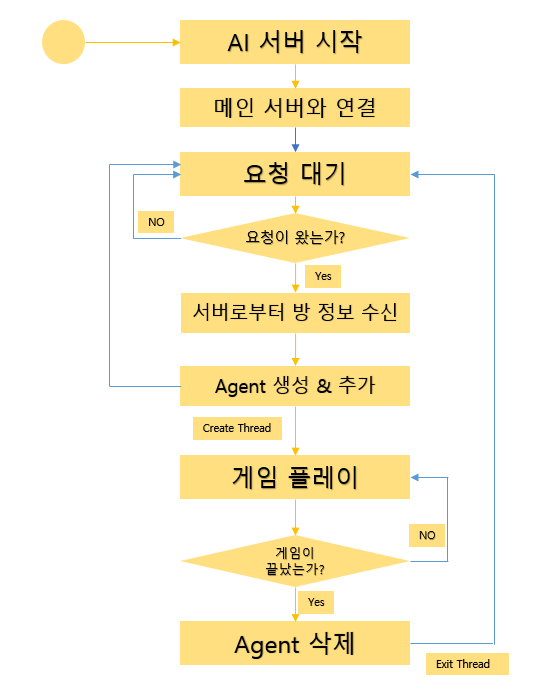 AI 서버 시작
메인 서버와 연결
요청 대기
NO
요청이 왔는가?
Yes
서버로부터 방 정보 수신
Agent 생성 & 추가
Create Thread
게임 플레이
NO
게임이
끝났는가?
Yes
Agent 삭제
Exit Thread